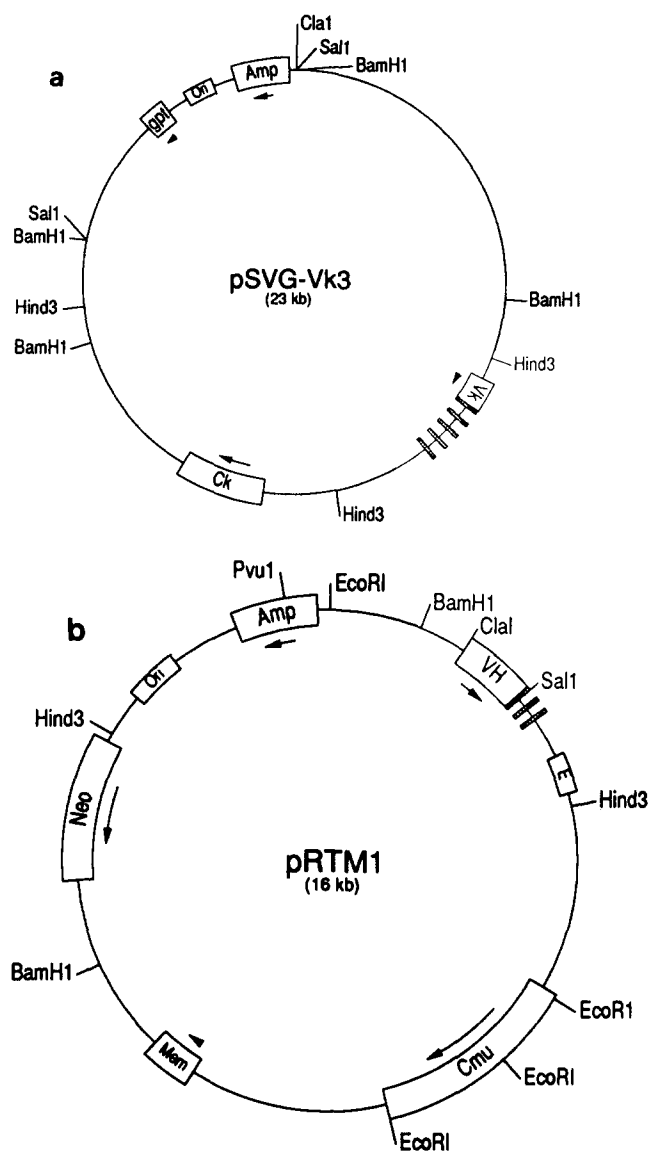 a
Cla1
Sal1
BamH1
Amp
Ori
gpt
Sal1
BamH1
Hind3
BamH1
pSVG-Vk3
(23 kb)
BamH1
Hind3
Vk
Ck
Hind3
b
Pvu1
EcoRI
Amp
BamH1
ClaI
VH
Sal1
Ori
Hind3
E
Hind3
Neo
pRTM1
(16 kb)
BamH1
EcoR1
Mem
Cmu
EcoRI
EcoRI